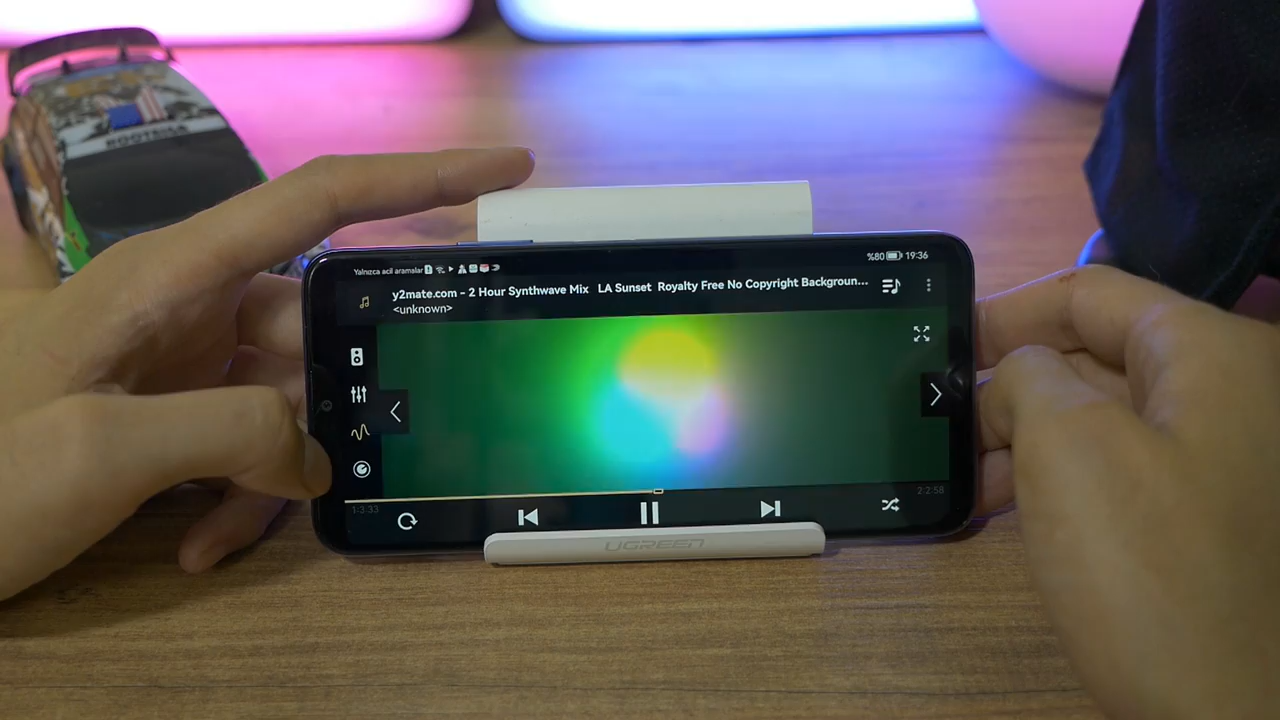 HOONIGAN
Yalnızca acil aramalar
%80 19:36
y2mate.com - 2 Hour Synthwave Mix LA Sunset Royalty Free No Copyright Backgroun...
<unknown>
1:3:33
2:2:58
UGREEN